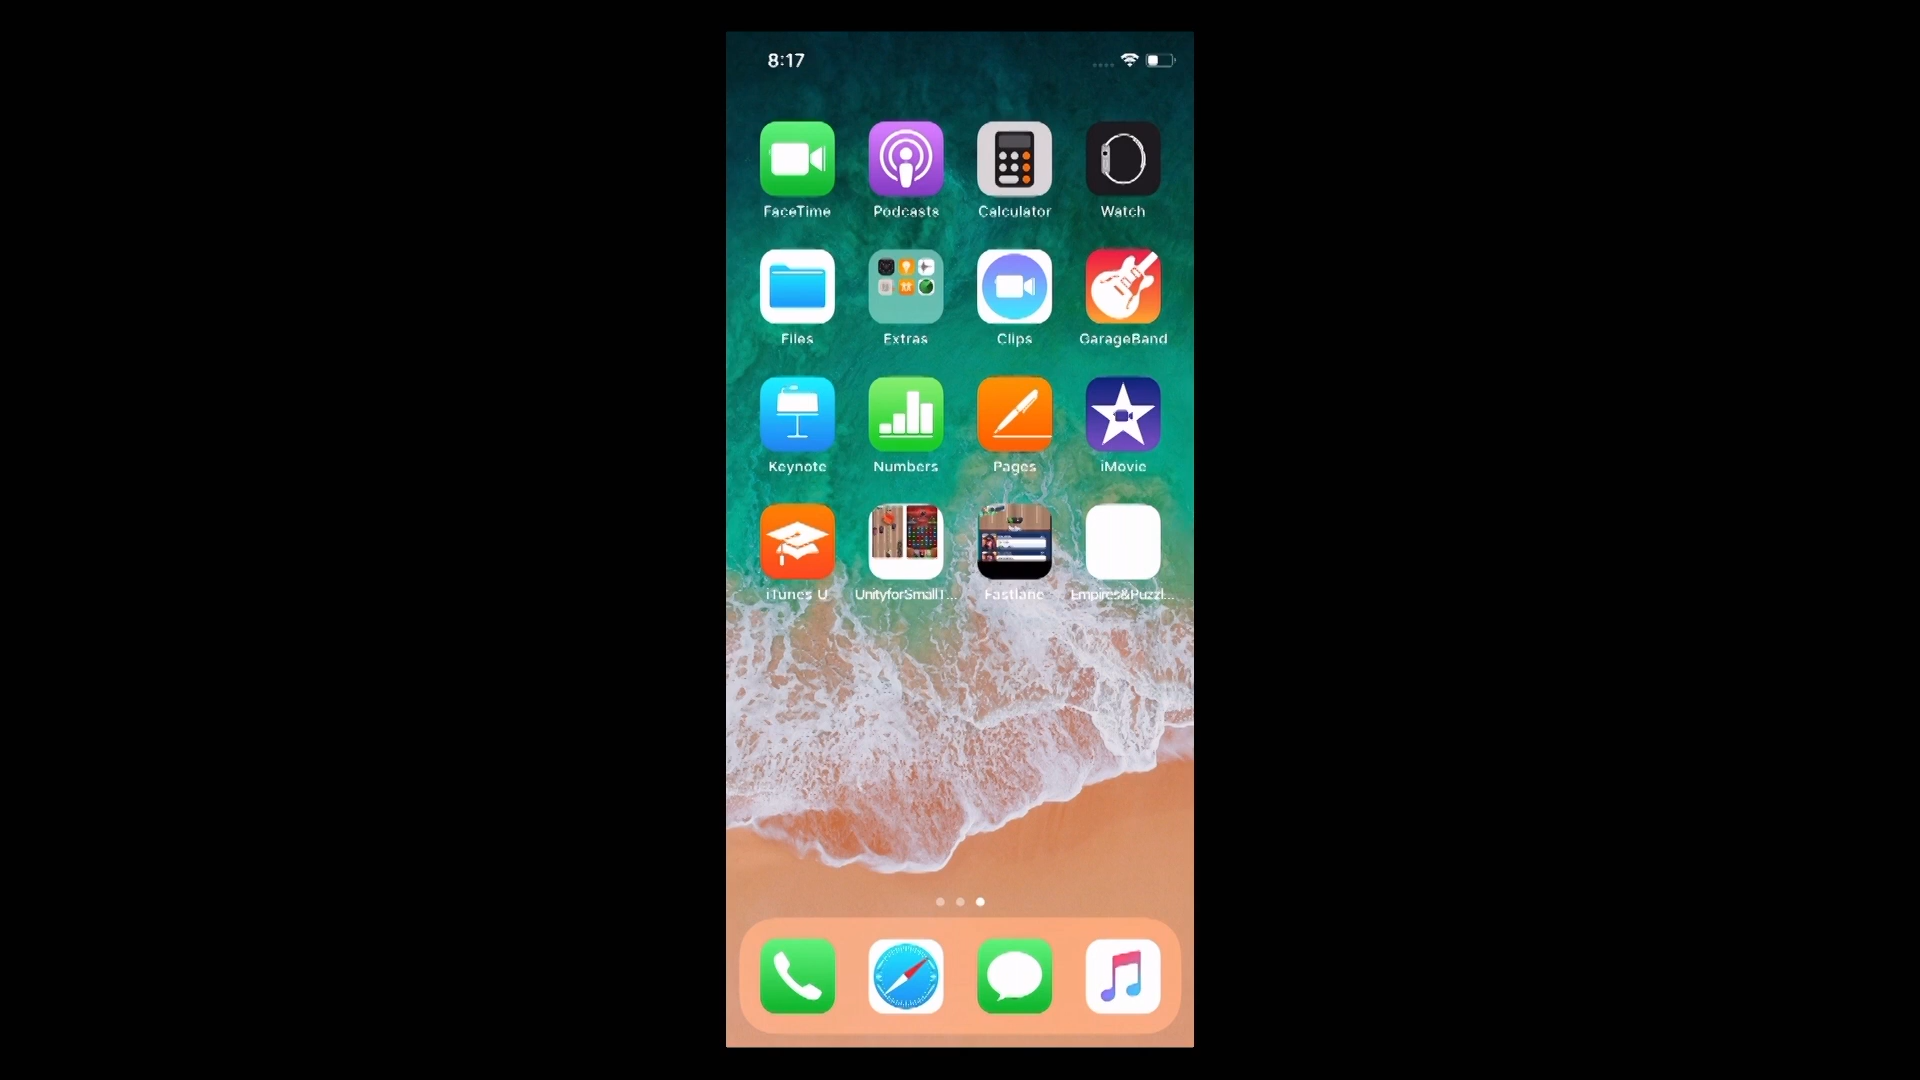 8:17
FaceTime Podcasts Calculator Watch
Files Extras Clips GarageBand
Keynote Numbers Pages iMovie
iTunes U UnityforSmallT... Fastlane Empires&Puzzl...